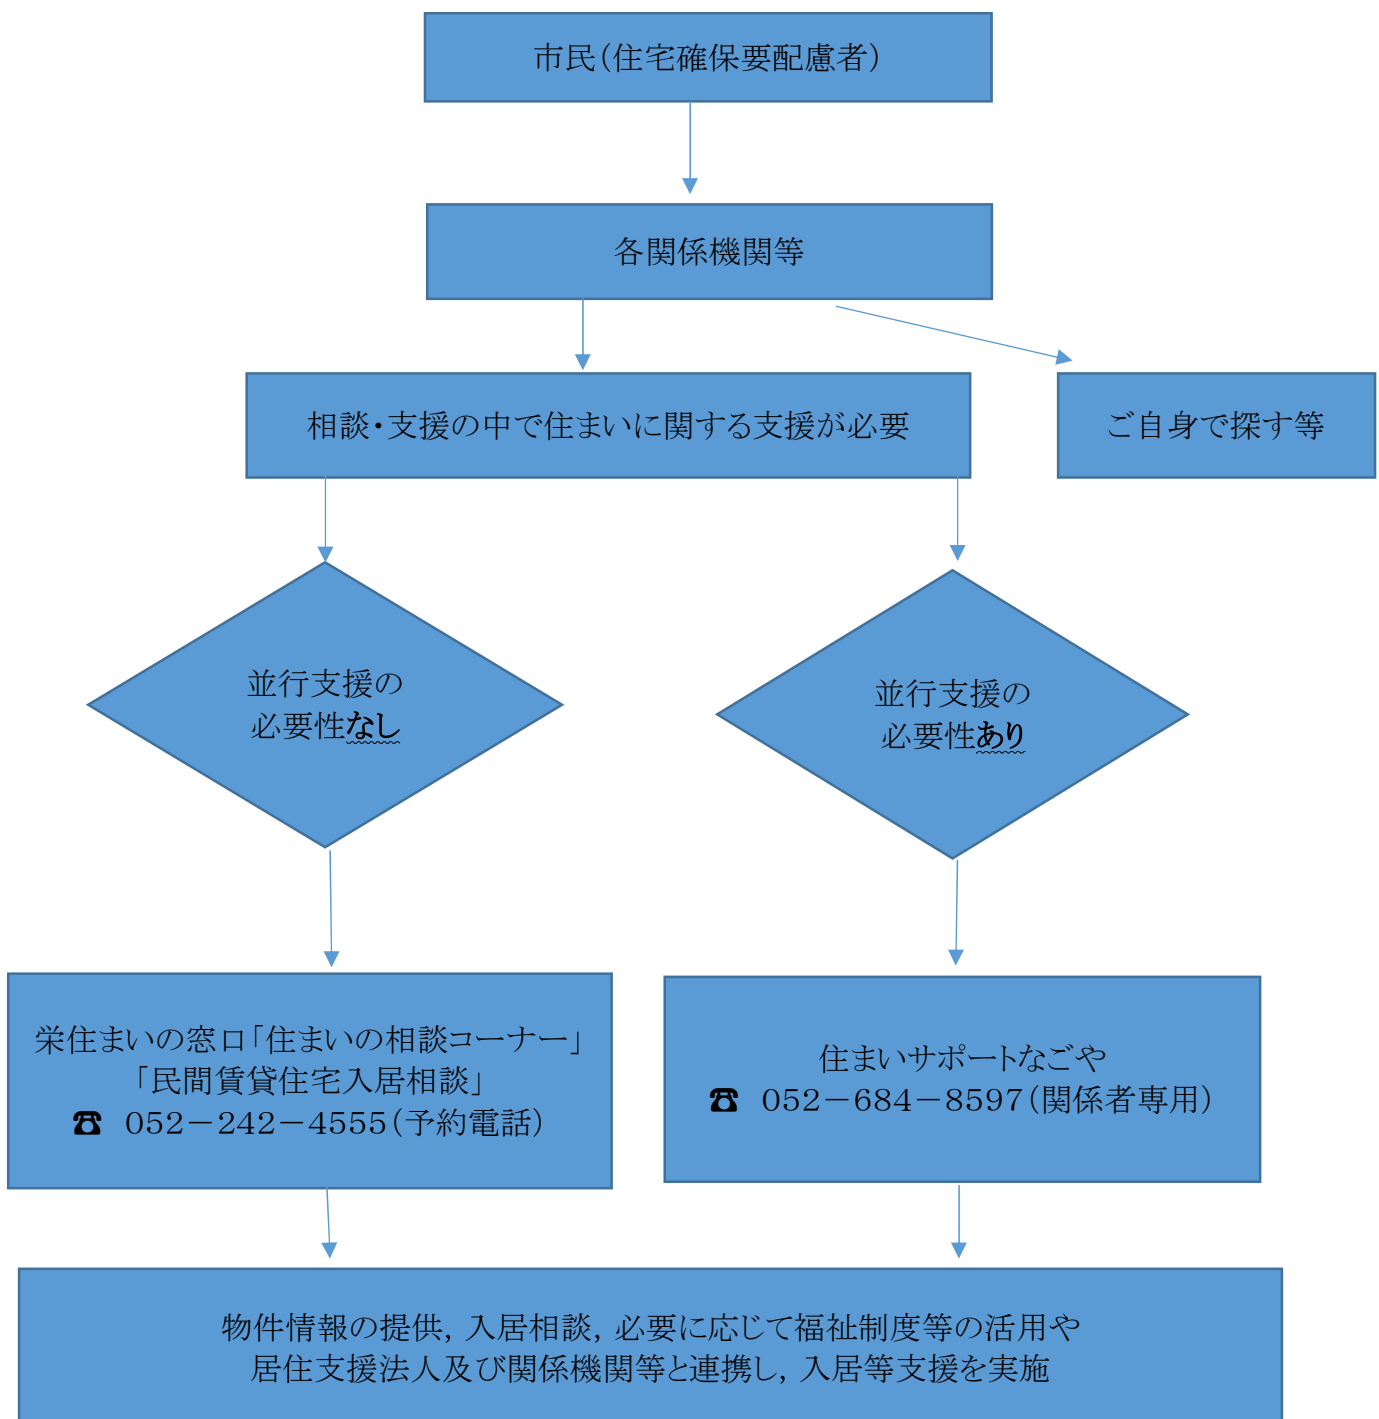 市民（住宅確保要配慮者）
各関係機関等
相談・支援の中で住まいに関する支援が必要
ご自身で探す等
並行支援の
必要性なし
並行支援の
必要性あり
栄住まいの窓口「住まいの相談コーナー」
「民間賃貸住宅入居相談」
☎　052－242－4555（予約電話）
住まいサポートなごや
☎　052－684－8597（関係者専用）
物件情報の提供，入居相談，必要に応じて福祉制度等の活用や
居住支援法人及び関係機関等と連携し，入居等支援を実施